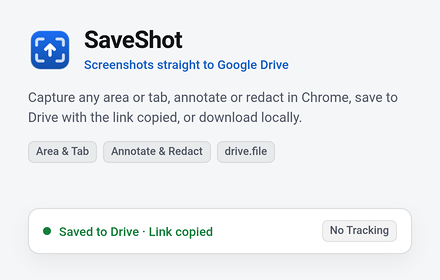 SaveShot
Screenshots straight to Google Drive
Capture any area or tab, annotate or redact in Chrome, save to
Drive with the link copied, or download locally.
Area & Tab
Annotate & Redact
drive.file
Saved to Drive · Link copied
No Tracking